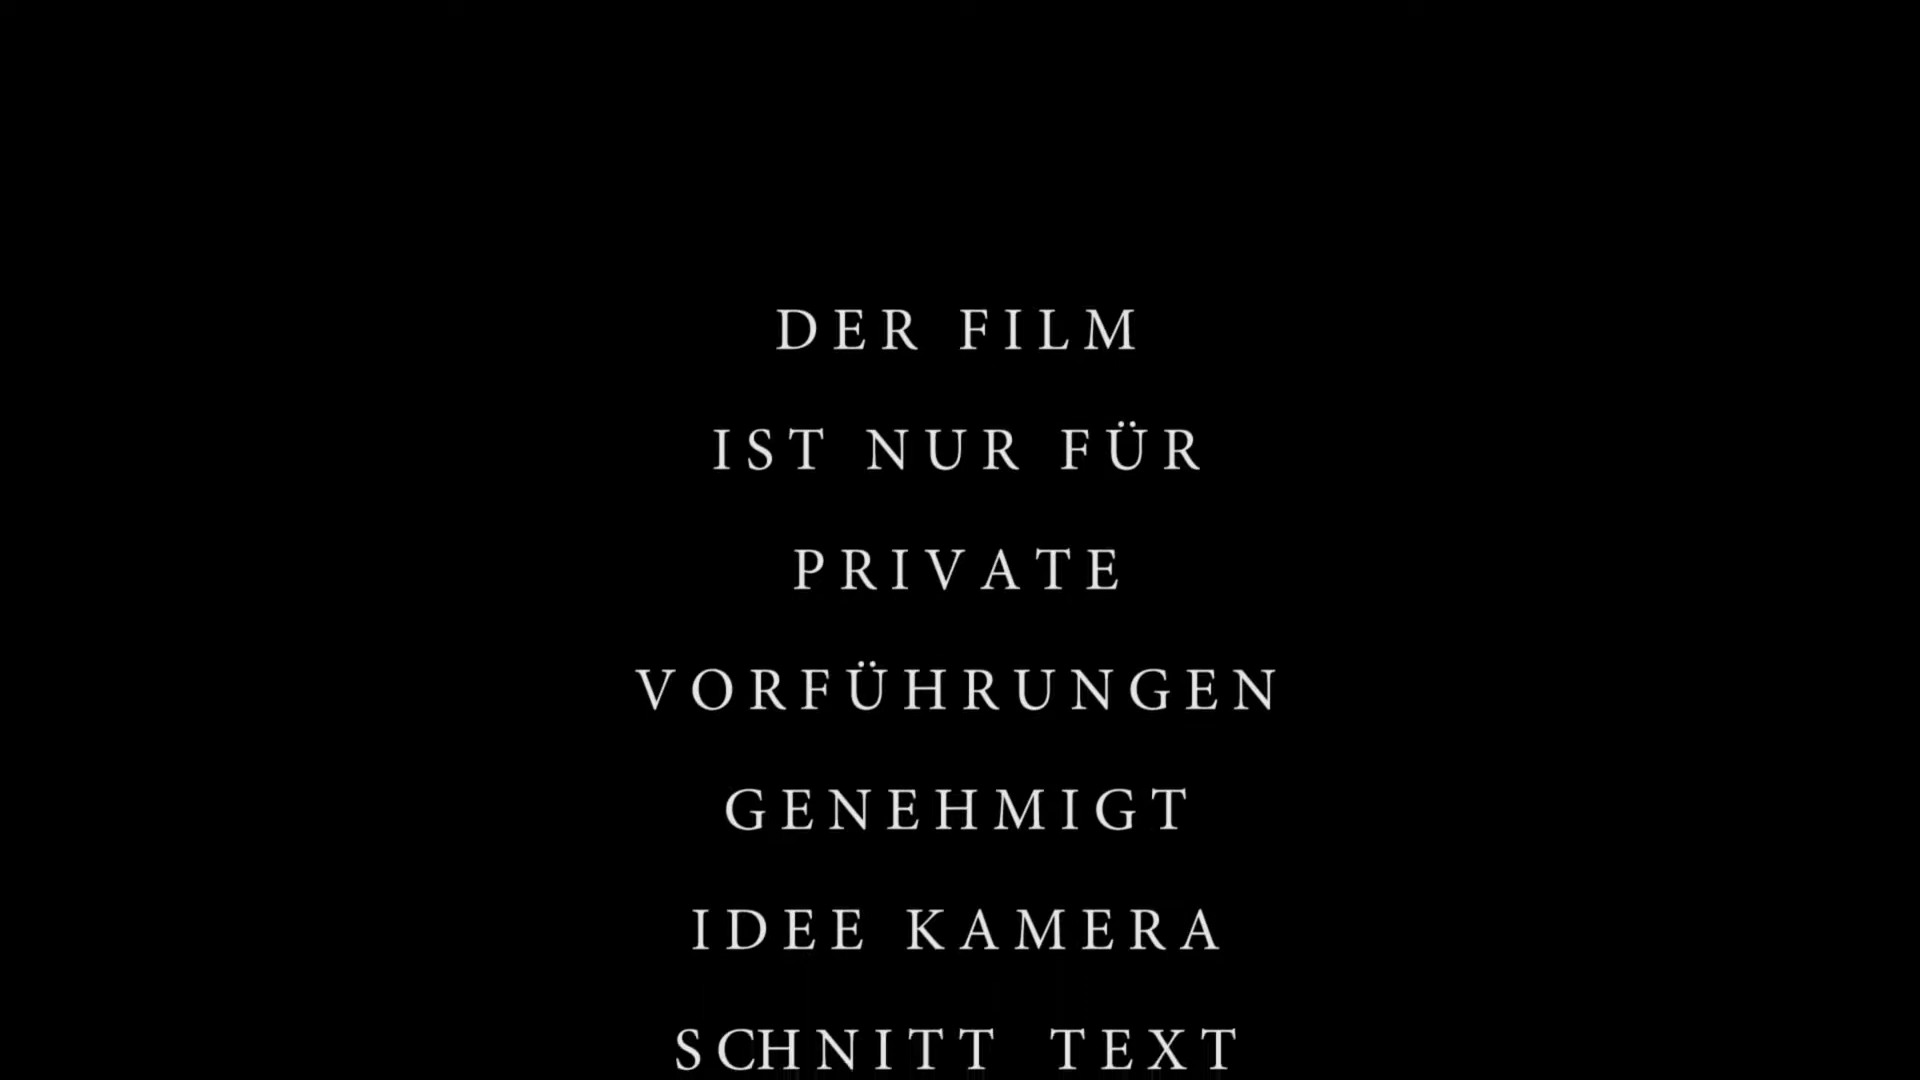 DER FILM
IST NUR FÜR
PRIVATE
VORFÜHRUNGEN
GENEHMIGT
IDEE KAMERA
SCHNITT TEXT